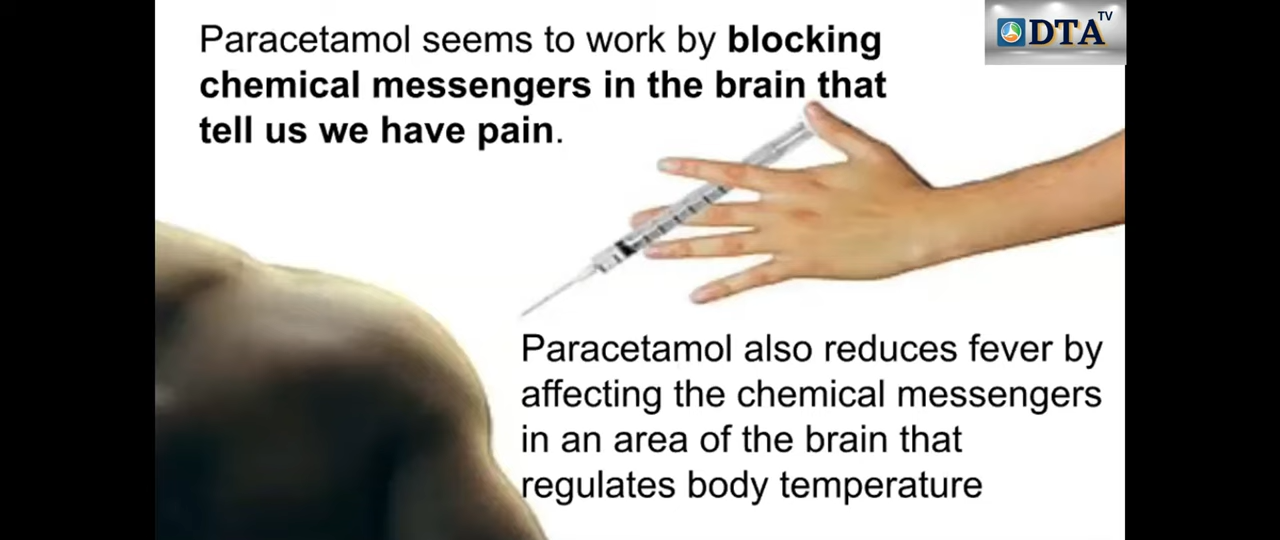 DTA TV
Paracetamol seems to work by blocking
chemical messengers in the brain that
tell us we have pain.
Paracetamol also reduces fever by
affecting the chemical messengers
in an area of the brain that
regulates body temperature